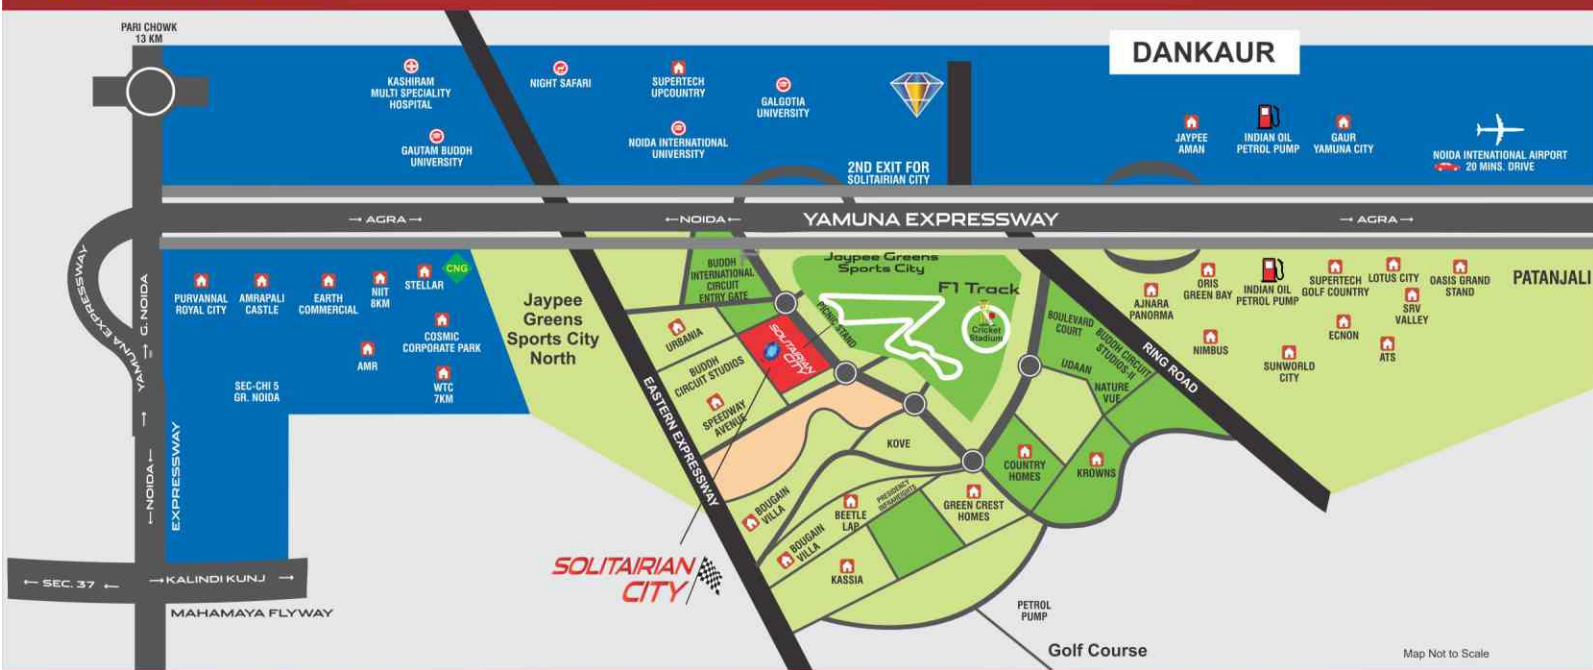 PARI CHOWK
13 KM
DANKAUR
KASHIRAM
MULTI SPECIALITY
HOSPITAL
NIGHT SAFARI
SUPERTECH
UPCOUNTRY
GALGOTIA
UNIVERSITY
GAUTAM BUDDH
UNIVERSITY
NOIDA INTERNATIONAL
UNIVERSITY
2ND EXIT FOR
SOLITAIRIAN CITY
JAYPEE
AMAN
INDIAN OIL
PETROL PUMP
GAUR
YAMUNA CITY
NOIDA INTENATIONAL AIRPORT
20 MINS. DRIVE
→ AGRA →
← NOIDA ←
YAMUNA EXPRESSWAY
→ AGRA →
YAMUNA EXPRESSWAY
← NOIDA ←
→ YAMUNA EXPRESSWAY → G. NOIDA
EXPRESSWAY
PURVANNAL
ROYAL CITY
AMRAPALI
CASTLE
EARTH
COMMERCIAL
NIIT
8KM
STELLAR
CNG
COSMIC
CORPORATE PARK
AMR
WTC
7KM
SEC-CHI 5
GR. NOIDA
Jaypee
Greens
Sports City
North
EASTERN EXPRESSWAY
BUDDH
INTERNATIONAL
CIRCUIT
ENTRY GATE
Jaypee Greens
Sports City
F1 Track
Cricket
Stadium
PICNIC STAND
URBANIA
SOLITAIRIAN
CITY
BUDDH
CIRCUIT STUDIOS
SPEEDWAY
AVENUE
BOULEVARD
COURT
BUDDH CIRCUIT
STUDIOS-II
UDAAN
NATURE
VUE
RING ROAD
AJNARA
PANORMA
ORIS
GREEN BAY
INDIAN OIL
PETROL PUMP
SUPERTECH
GOLF COUNTRY
LOTUS CITY
OASIS GRAND
STAND
PATANJALI
SRV
VALLEY
ECNON
NIMBUS
SUNWORLD
CITY
ATS
KOVE
COUNTRY
HOMES
KROWNS
BOUGAIN
VILLA
BEETLE
LAP
PRESIDENCY
INFRAHEIGHTS
GREEN CREST
HOMES
BOUGAIN
VILLA
KASSIA
SOLITAIRIAN
CITY
← SEC. 37 ←
→ KALINDI KUNJ →
MAHAMAYA FLYWAY
PETROL
PUMP
Golf Course
Map Not to Scale